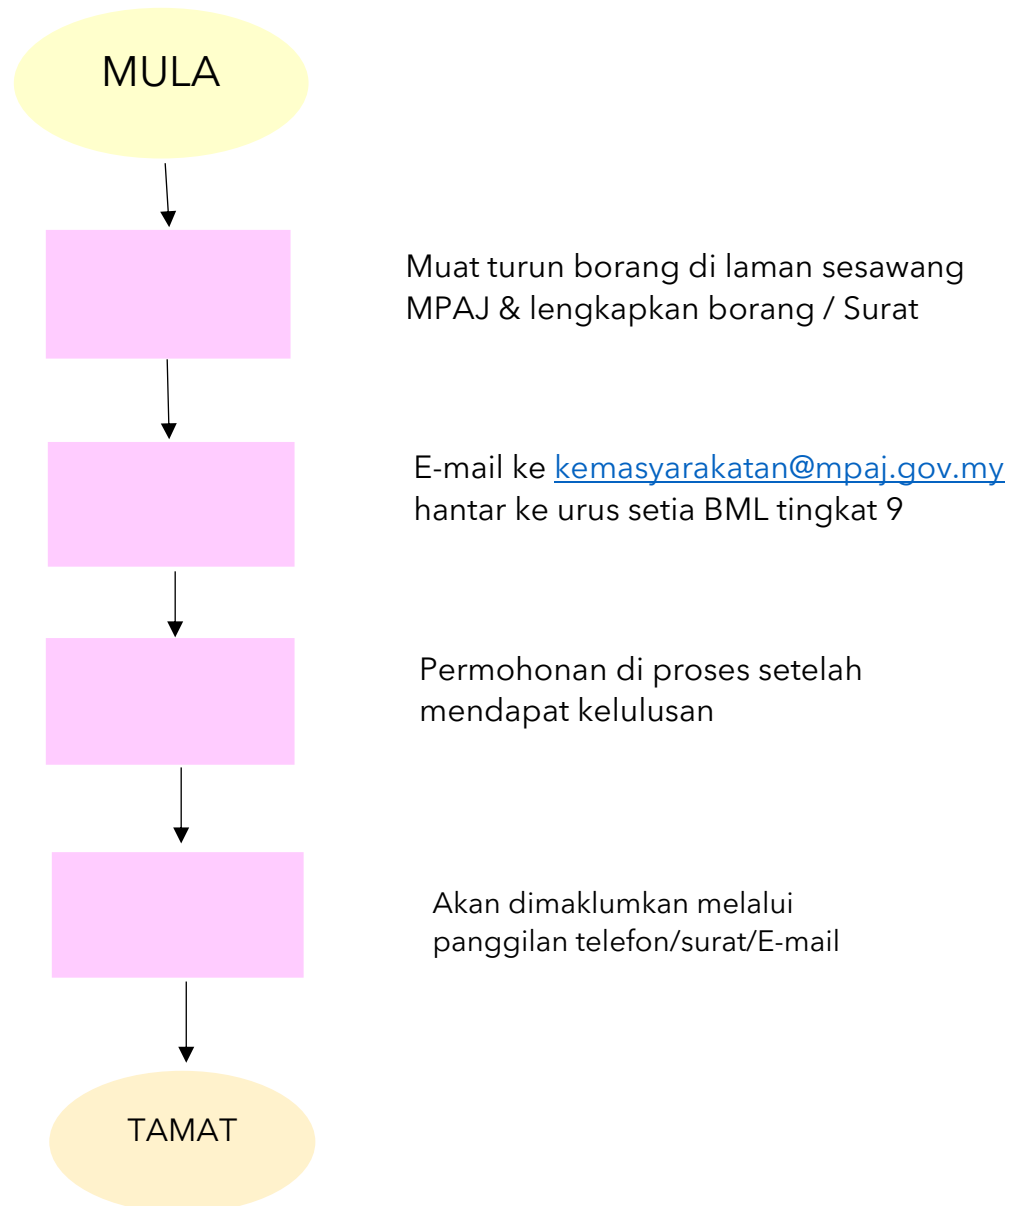 MULA
Muat turun borang di laman sesawang
MPAJ & lengkapkan borang / Surat
E-mail ke kemasyarakatan@mpaj.gov.my
hantar ke urus setia BML tingkat 9
Permohonan di proses setelah
mendapat kelulusan
Akan dimaklumkan melalui
panggilan telefon/surat/E-mail
TAMAT